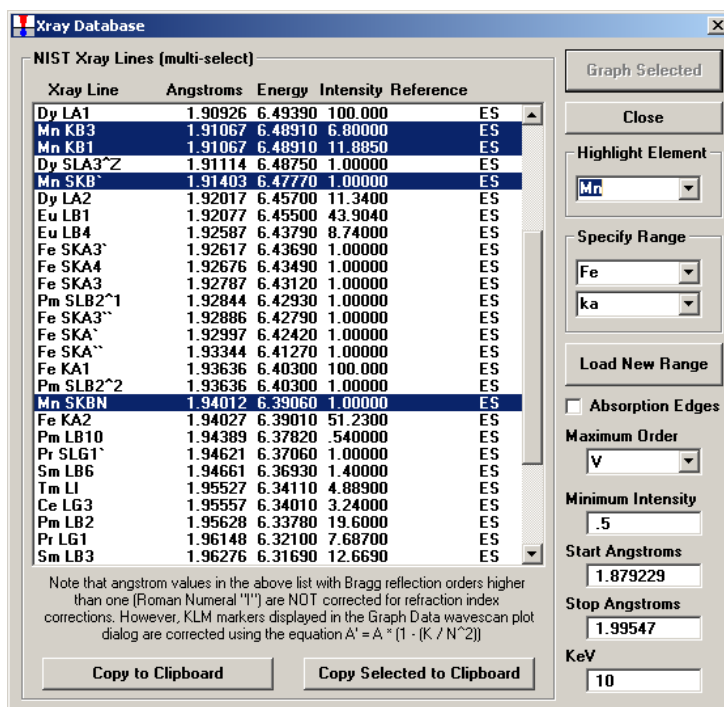 Xray Database
NIST Xray Lines (multi-select)
Xray Line Angstroms Energy Intensity Reference
Dy LA1 1.90926 6.49390 100.000 ES
Mn KB3 1.91067 6.48910 6.80000 ES
Mn KB1 1.91067 6.48910 11.8850 ES
Dy SLA3^Z 1.91114 6.48750 1.00000 ES
Mn SKB` 1.91403 6.47770 1.00000 ES
Dy LA2 1.92017 6.45700 11.3400 ES
Eu LB1 1.92077 6.45500 43.9040 ES
Eu LB4 1.92587 6.43790 8.74000 ES
Fe SKA3` 1.92617 6.43690 1.00000 ES
Fe SKA4 1.92676 6.43490 1.00000 ES
Fe SKA3 1.92787 6.43120 1.00000 ES
Pm SLB2^1 1.92844 6.42930 1.00000 ES
Fe SKA3`` 1.92886 6.42790 1.00000 ES
Fe SKA` 1.92997 6.42420 1.00000 ES
Fe SKA`` 1.93344 6.41270 1.00000 ES
Fe KA1 1.93636 6.40300 100.000 ES
Pm SLB2^2 1.93636 6.40300 1.00000 ES
Mn SKBN 1.94012 6.39060 1.00000 ES
Fe KA2 1.94027 6.39010 51.2300 ES
Pm LB10 1.94389 6.37820 .540000 ES
Pr SLG1` 1.94621 6.37060 1.00000 ES
Sm LB6 1.94661 6.36930 1.40000 ES
Tm Ll 1.95527 6.34110 4.88900 ES
Ce LG3 1.95557 6.34010 3.24000 ES
Pm LB2 1.95628 6.33780 19.6000 ES
Pr LG1 1.96148 6.32100 7.68700 ES
Sm LB3 1.96276 6.31690 12.6690 ES
Note that angstrom values in the above list with Bragg reflection orders higher
than one (Roman Numeral "I") are NOT corrected for refraction index
corrections. However, KLM markers displayed in the Graph Data wavescan plot
dialog are corrected using the equation A' = A * (1 - (K / N^2))
Copy to Clipboard
Copy Selected to Clipboard
Graph Selected
Close
Highlight Element
Mn
Specify Range
Fe
ka
Load New Range
Absorption Edges
Maximum Order
V
Minimum Intensity
.5
Start Angstroms
1.879229
Stop Angstroms
1.99547
KeV
10